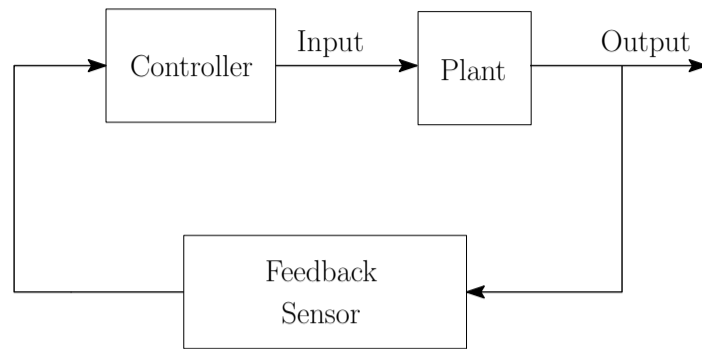 Input
Output
Controller
Plant
Feedback
Sensor